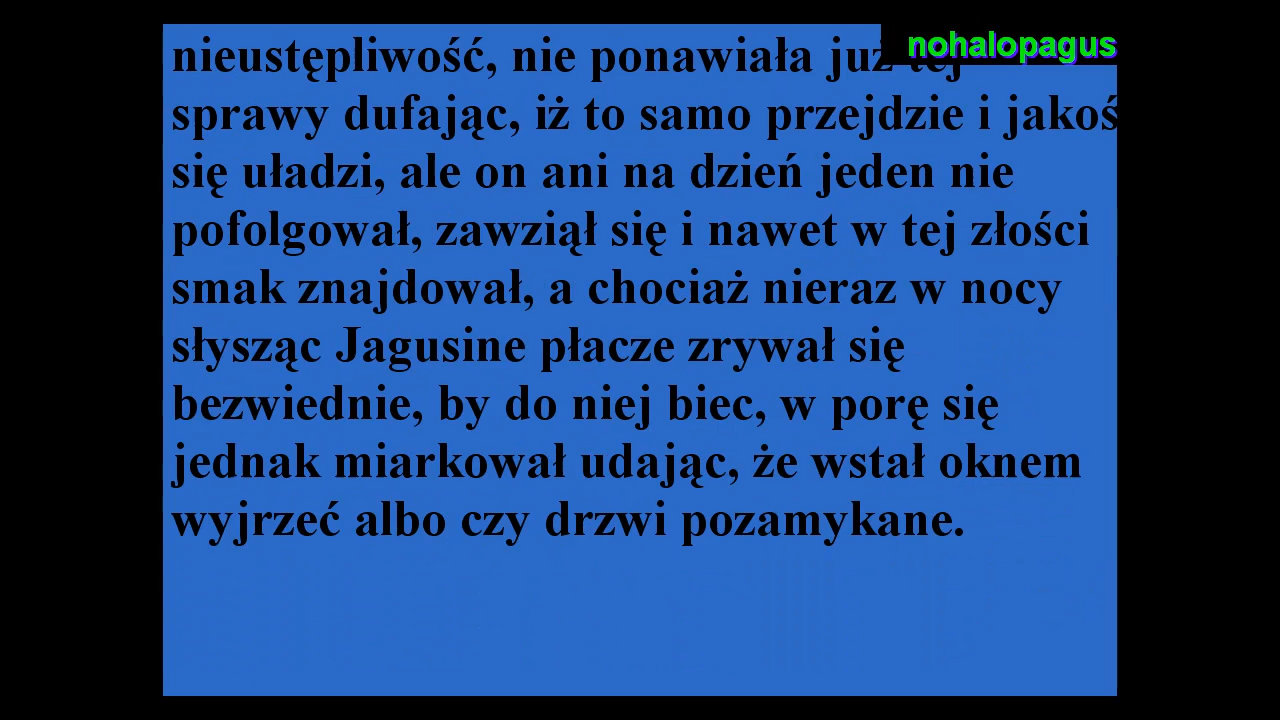 nieustępliwość, nie ponawiała już tej
nohalopagus
sprawy dufając, iż to samo przejdzie i jakoś
się uładzi, ale on ani na dzień jeden nie
pofolgował, zawziął się i nawet w tej złości
smak znajdował, a chociaż nieraz w nocy
słysząc Jagusine płacze zrywał się
bezwiednie, by do niej biec, w porę się
jednak miarkował udając, że wstał oknem
wyjrzeć albo czy drzwi pozamykane.